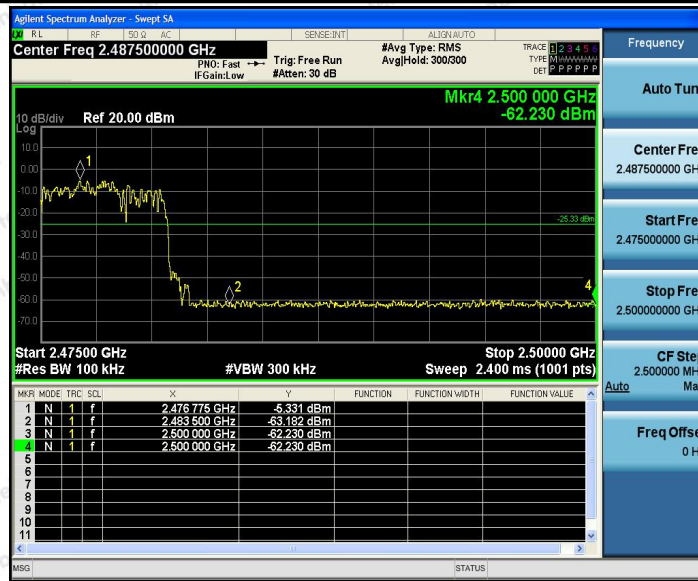 Agilent Spectrum Analyzer - Swept SA
RL RF 50 Ω AC SENSE:INT ALIGNAUTO
Center Freq 2.487500000 GHz
PNO: Fast Trig: Free Run
IFGain:Low #Atten: 30 dB
#Avg Type: RMS
Avg|Hold: 300/300
TRACE 1 2 3 4 5 6
TYPE M
DET P P P P P P
Frequency
Mkr4 2.500 000 GHz
-62.230 dBm
10 dB/div Ref 20.00 dBm
Log
10.0
0.00
-10.0
-20.0
-30.0
-40.0
-50.0
-60.0
-70.0
1
2
4
-25.33 dBm
Start 2.47500 GHz Stop 2.50000 GHz
#Res BW 100 kHz #VBW 300 kHz Sweep 2.400 ms (1001 pts)
MKR MODE TRC SCL X Y FUNCTION FUNCTION WIDTH FUNCTION VALUE
1 N 1 f 2.476 775 GHz -5.331 dBm
2 N 1 f 2.483 500 GHz -63.182 dBm
3 N 1 f 2.500 000 GHz -62.230 dBm
4 N 1 f 2.500 000 GHz -62.230 dBm
5
6
7
8
9
10
11
MSG STATUS
Auto Tun
Center Fre
2.487500000 GH
Start Fre
2.475000000 GH
Stop Fre
2.500000000 GH
CF Ste
2.500000 MH
Auto Ma
Freq Offse
0 H